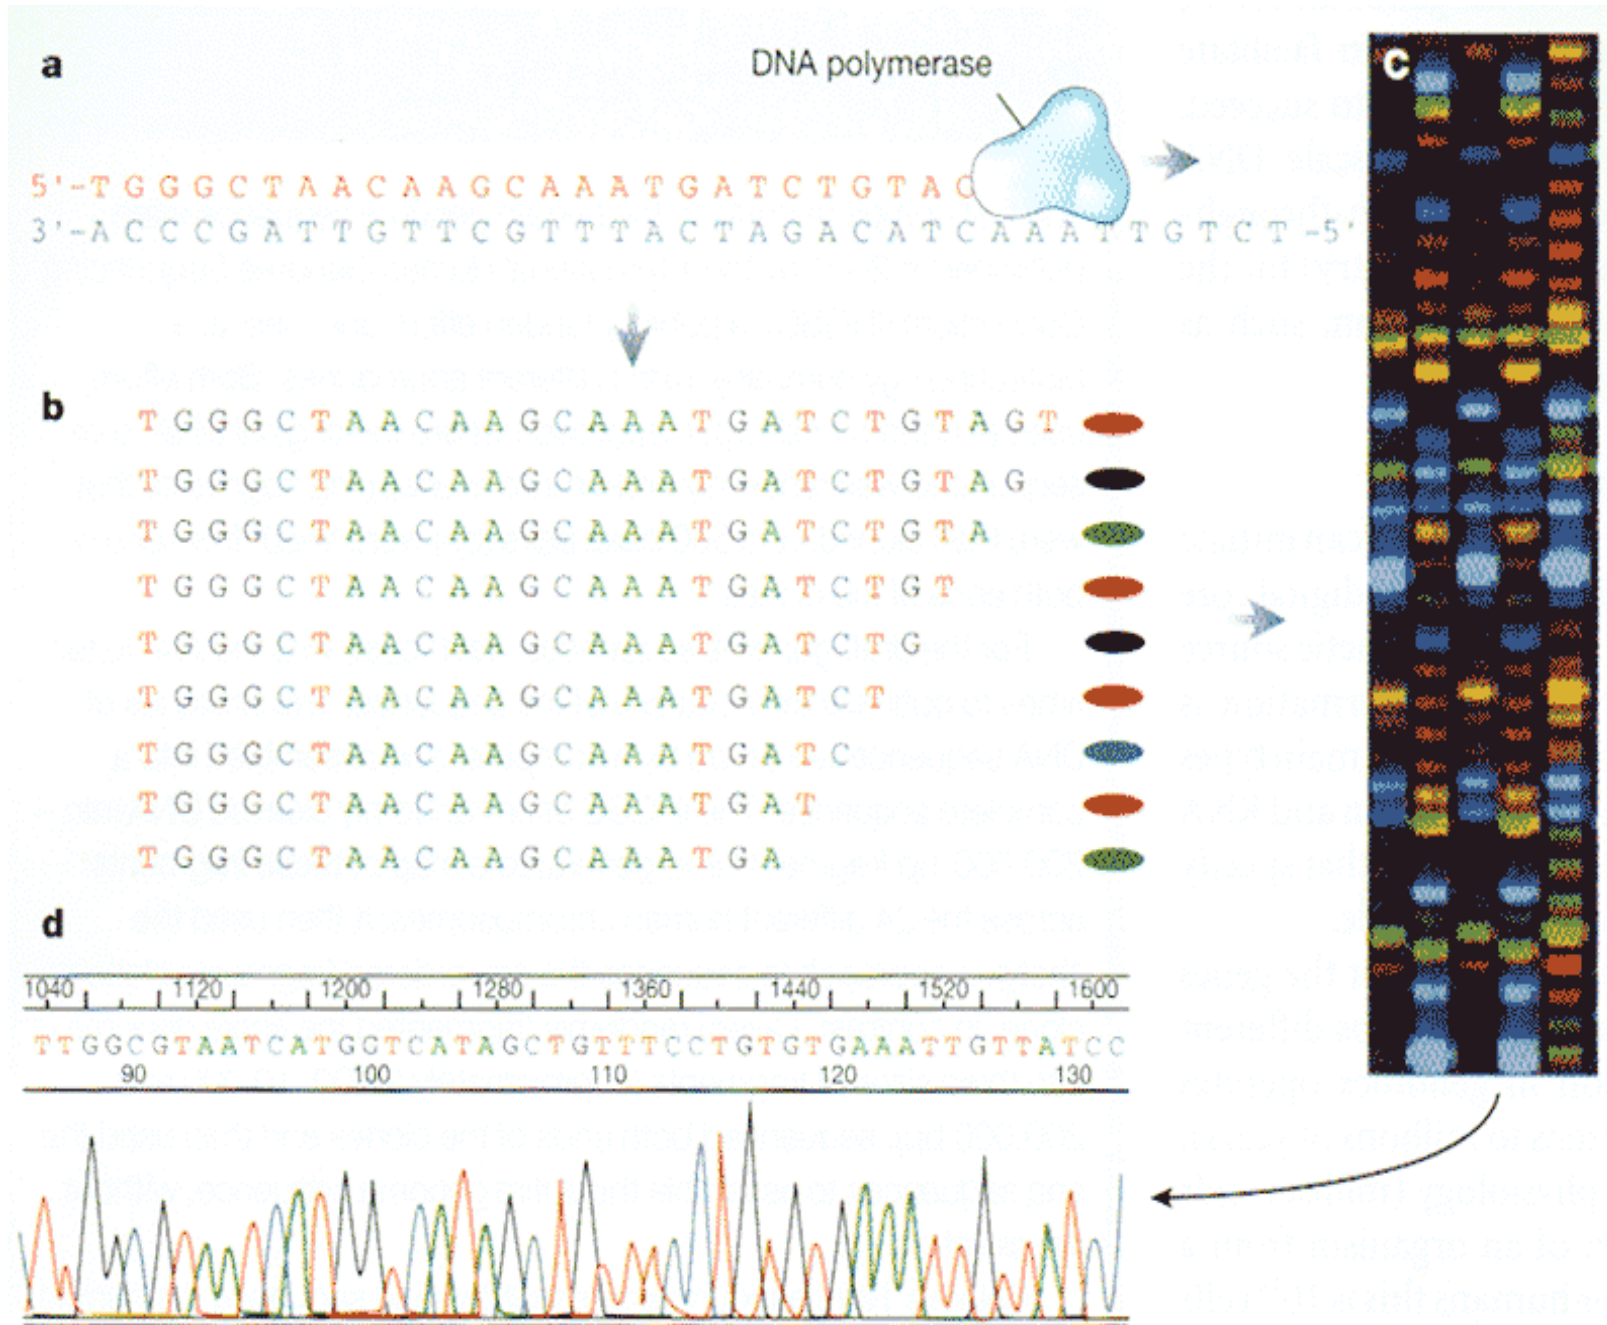 a
DNA polymerase
c
5'-T G G G C T A A C A A G C A A A T G A T C T G T A C
3'-A C C C G A T T G T T C G T T T A C T A G A C A T C A A A T T G T C T -5'
b
T G G G C T A A C A A G C A A A T G A T C T G T A G T
T G G G C T A A C A A G C A A A T G A T C T G T A G
T G G G C T A A C A A G C A A A T G A T C T G T A
T G G G C T A A C A A G C A A A T G A T C T G T
T G G G C T A A C A A G C A A A T G A T C T G
T G G G C T A A C A A G C A A A T G A T C T
T G G G C T A A C A A G C A A A T G A T C
T G G G C T A A C A A G C A A A T G A T
T G G G C T A A C A A G C A A A T G A
d
1040 1120 1200 1280 1360 1440 1520 1600
TTGGCGTAATCATGGTCATAGCTGTTTCCTGTGTGAAATTGTTATCC
90 100 110 120 130